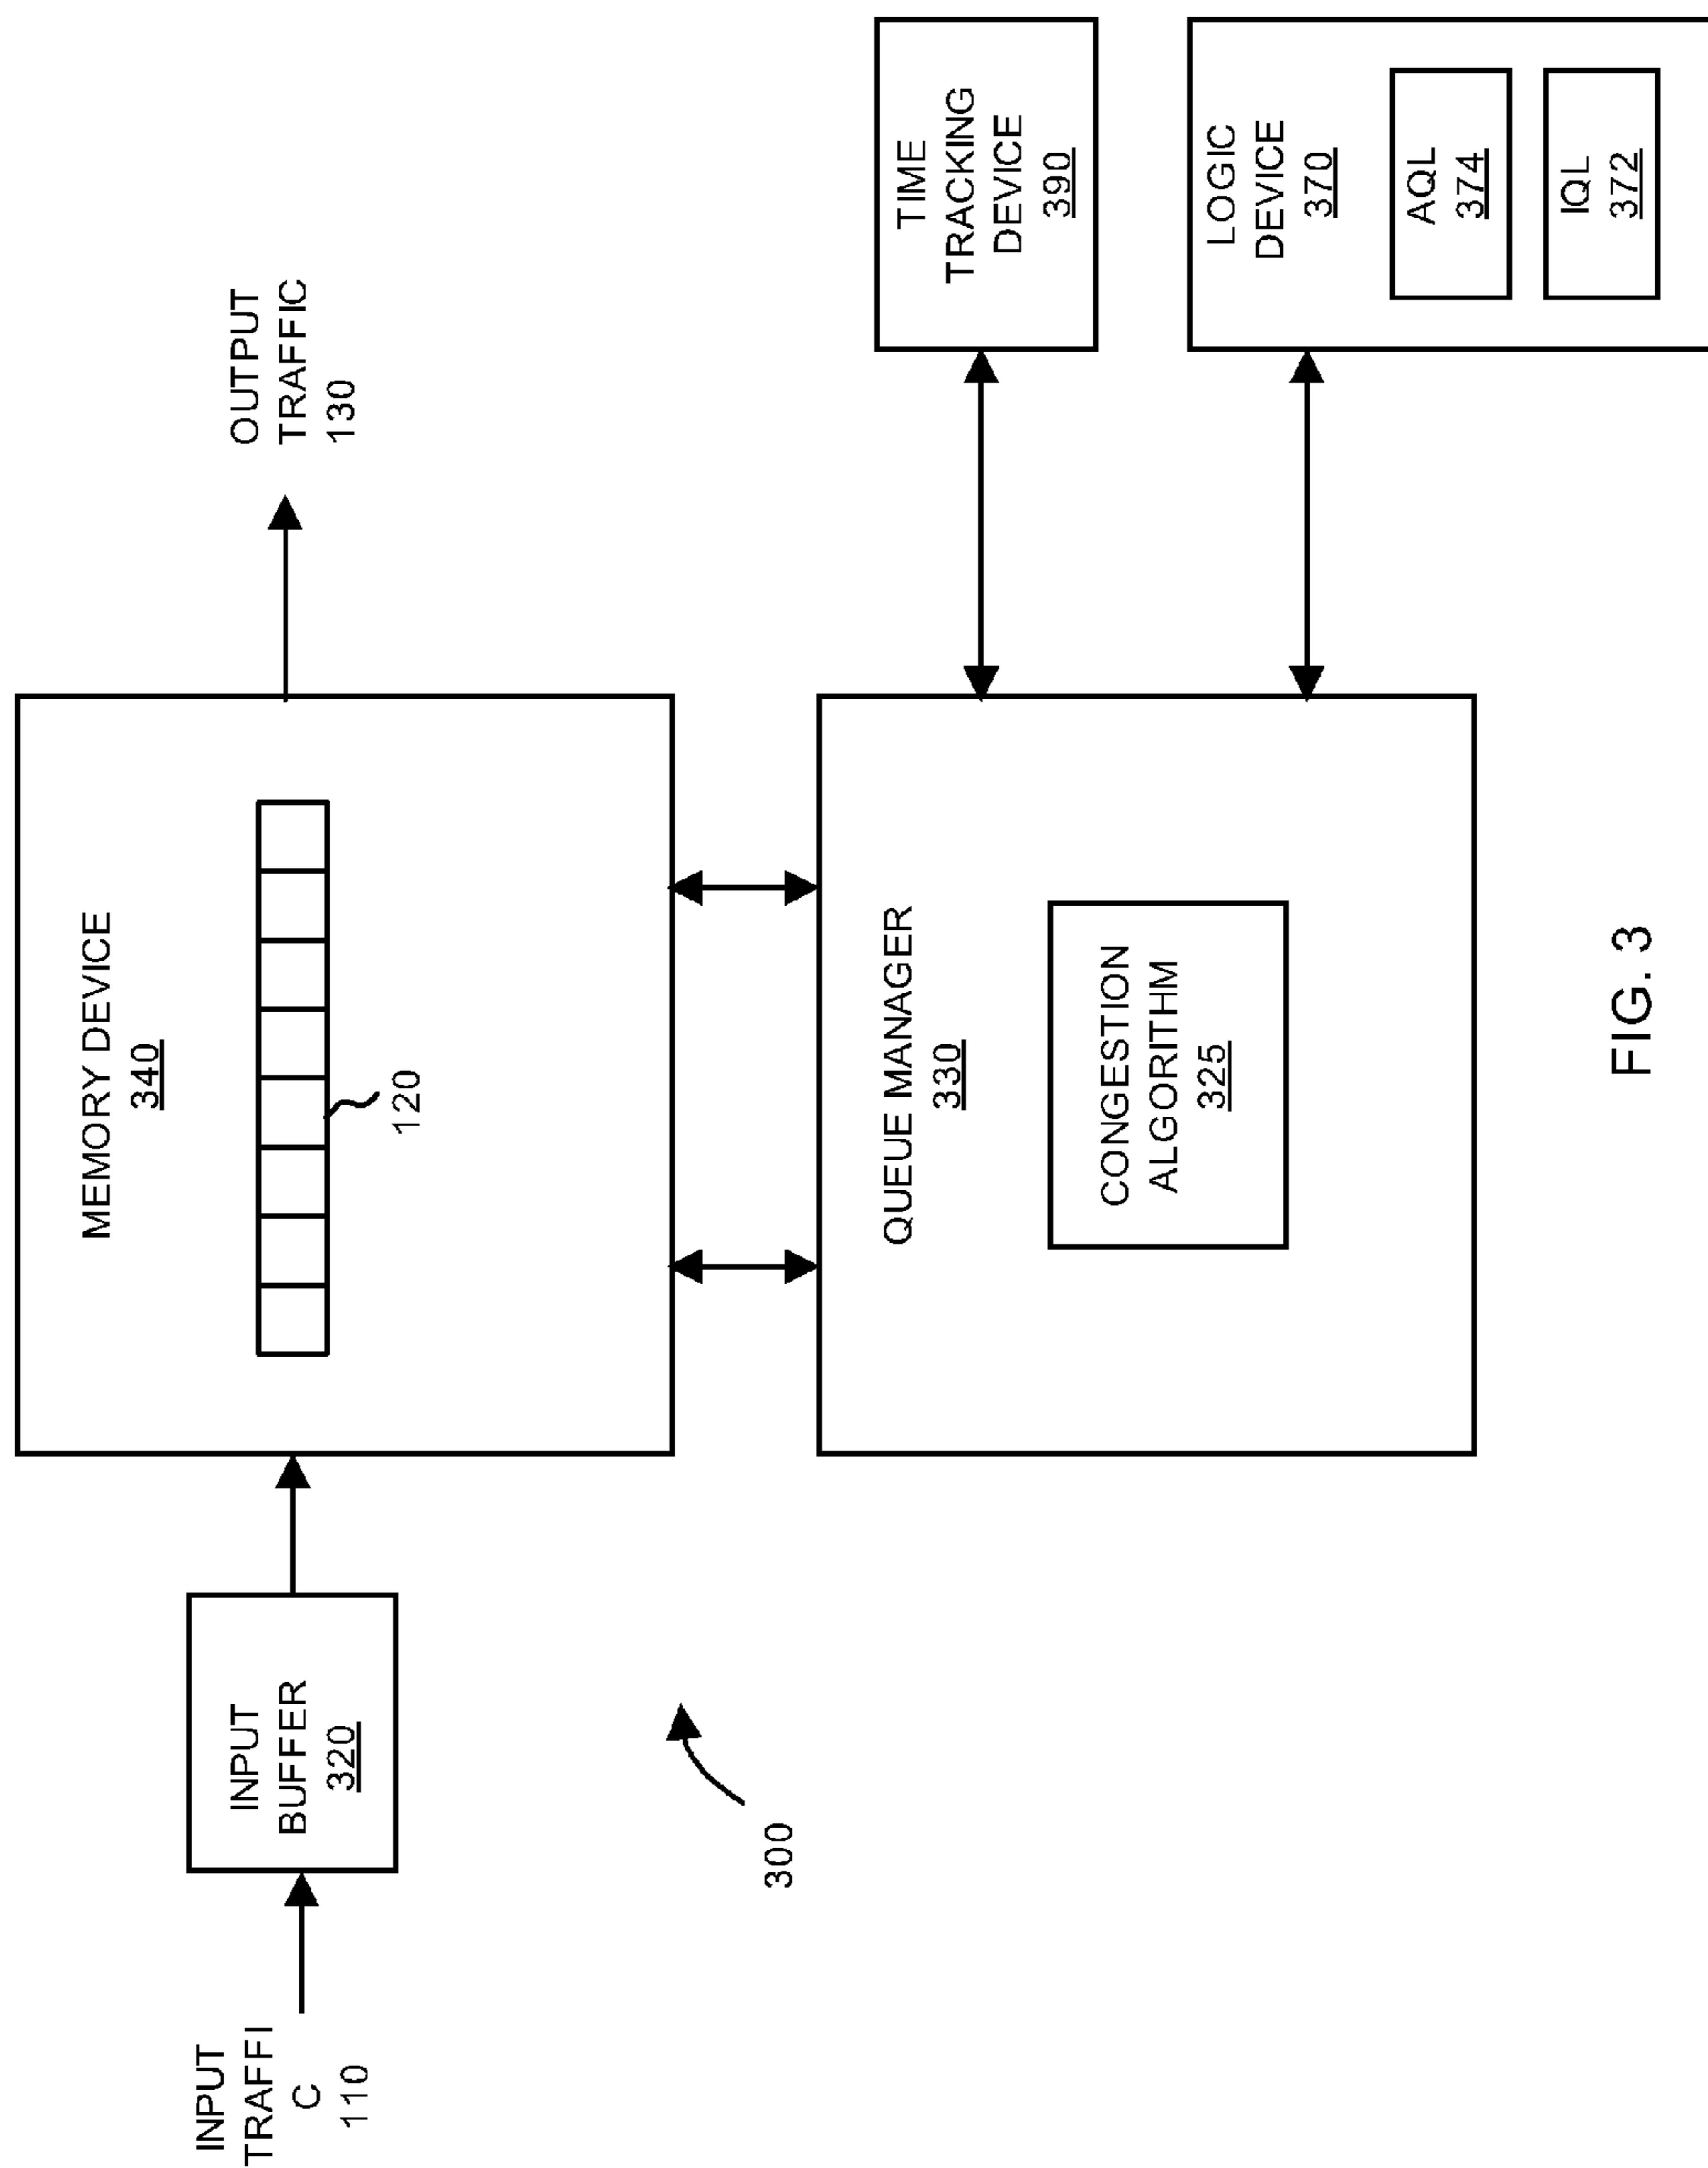 INPUT
TRAFFI
C
110
INPUT
BUFFER
320
MEMORY DEVICE
340
120
OUTPUT
TRAFFIC
130
300
QUEUE MANAGER
330
CONGESTION
ALGORITHM
325
TIME
TRACKING
DEVICE
390
LOGIC
DEVICE
370
AQL
374
IQL
372
FIG. 3